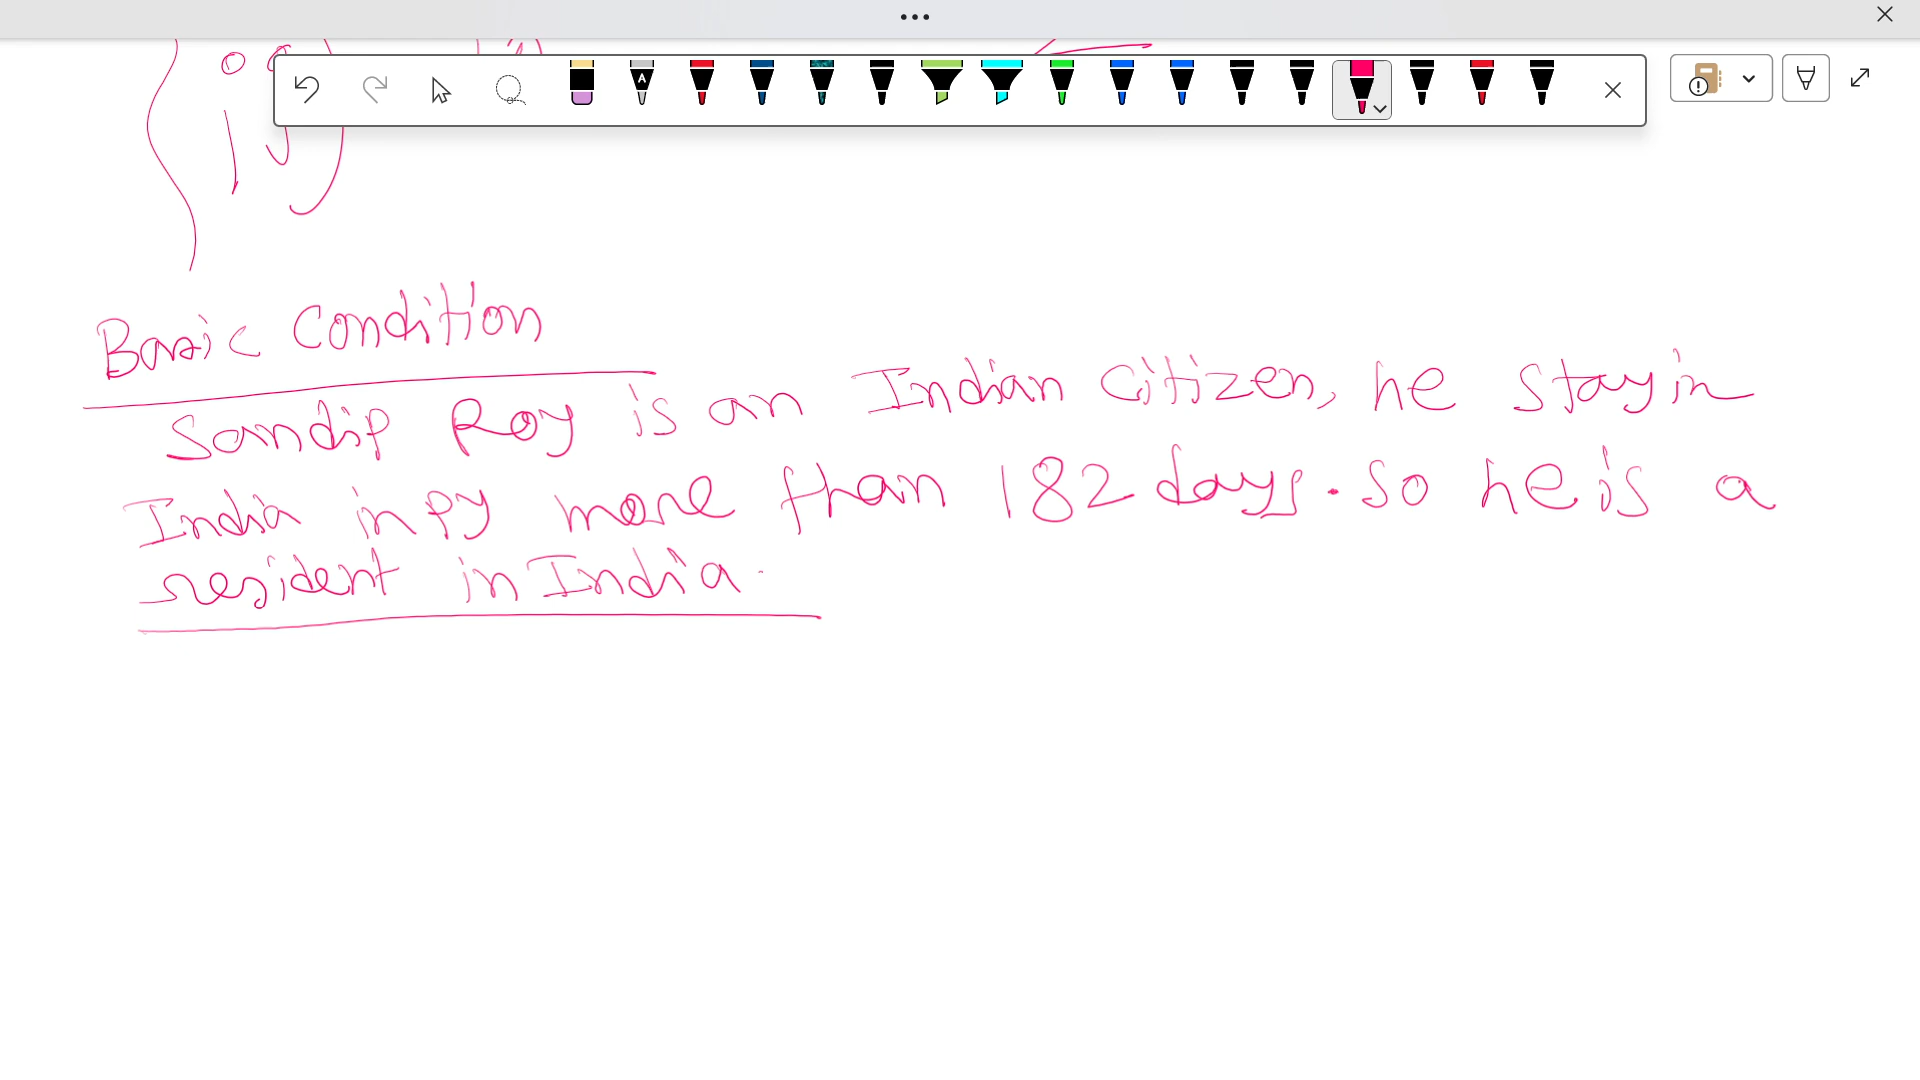 Basic Condition
Sandip Roy is an Indian Citizen, he stay in
India in PY more than 182 days. So he is a
resident in India.